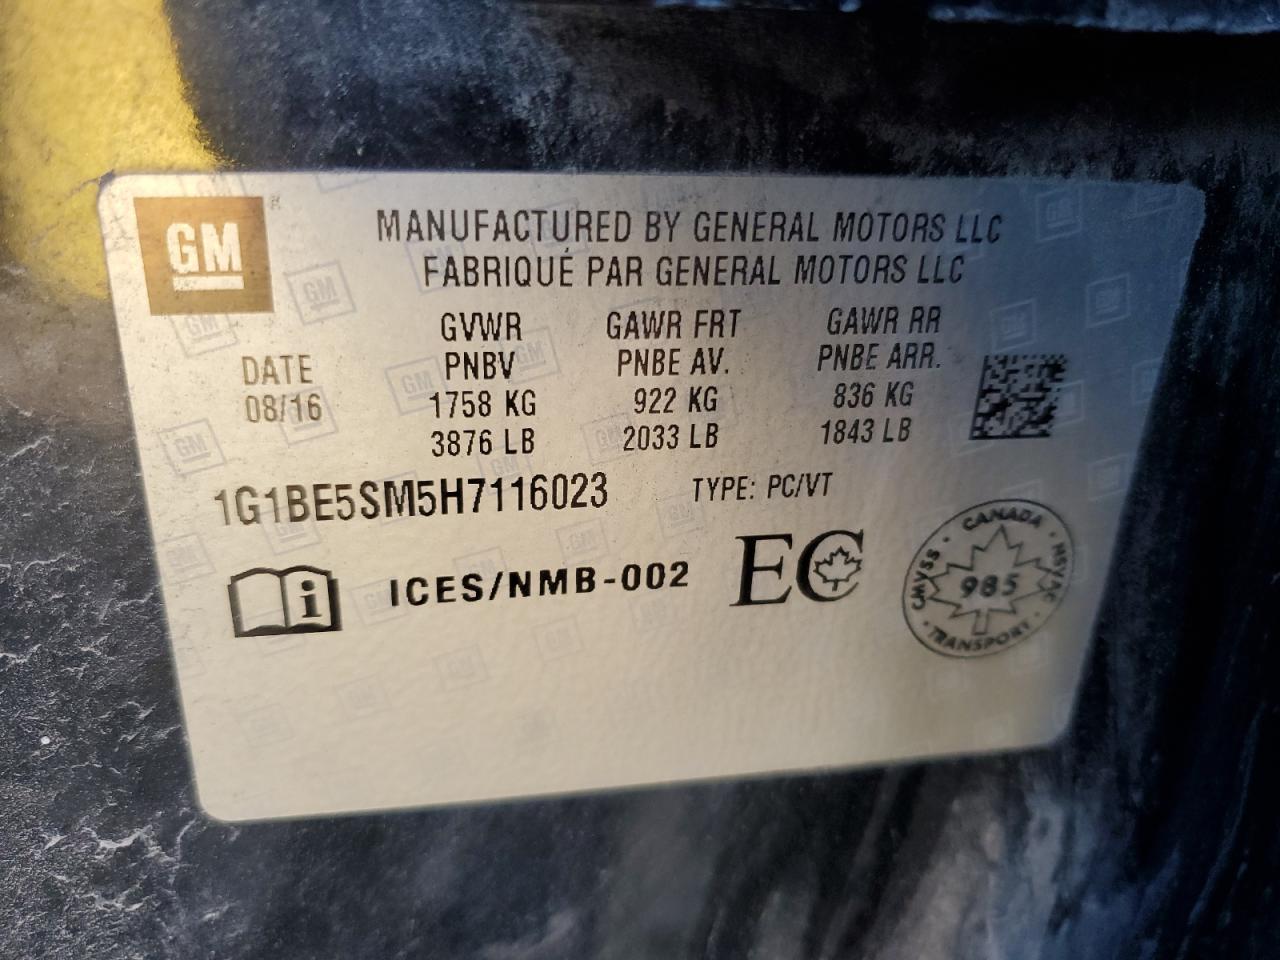 GM
MANUFACTURED BY GENERAL MOTORS LLC
FABRIQUÉ PAR GENERAL MOTORS LLC
DATE
08/16
GVWR
PNBV
1758 KG
3876 LB
GAWR FRT
PNBE AV.
922 KG
2033 LB
GAWR RR
PNBE ARR.
836 KG
1843 LB
1G1BE5SM5H7116023 TYPE: PC/VT
i ICES/NMB-002 EC
CANADA
CMVSS · NSVAC
985
TRANSPORT